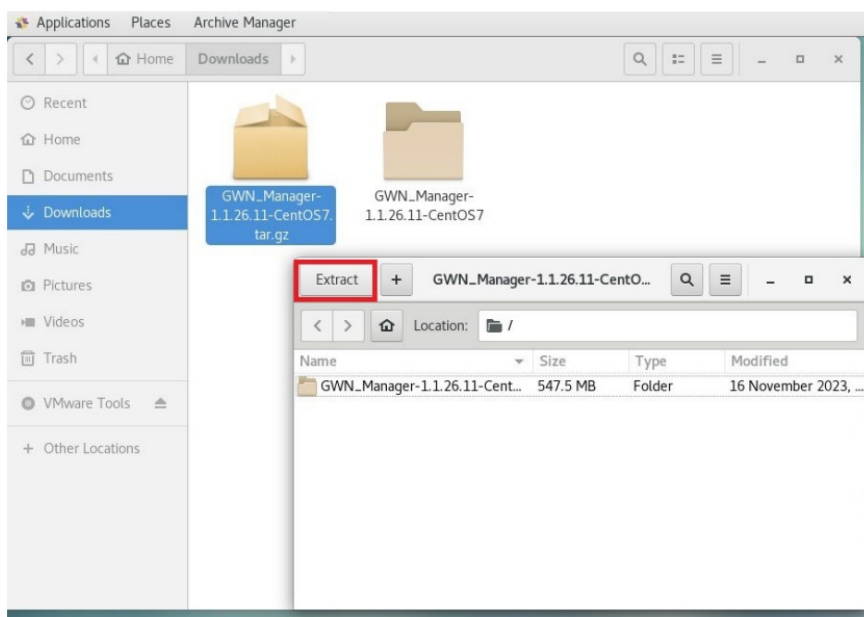 Applications Places Archive Manager
Home Downloads
Recent
Home
Documents
Downloads
Music
Pictures
Videos
Trash
VMware Tools
+ Other Locations
GWN_Manager-
1.1.26.11-CentOS7.
tar.gz
GWN_Manager-
1.1.26.11-CentOS7
Extract + GWN_Manager-1.1.26.11-CentO...
Location: /
Name Size Type Modified
GWN_Manager-1.1.26.11-Cent... 547.5 MB Folder 16 November 2023, ...